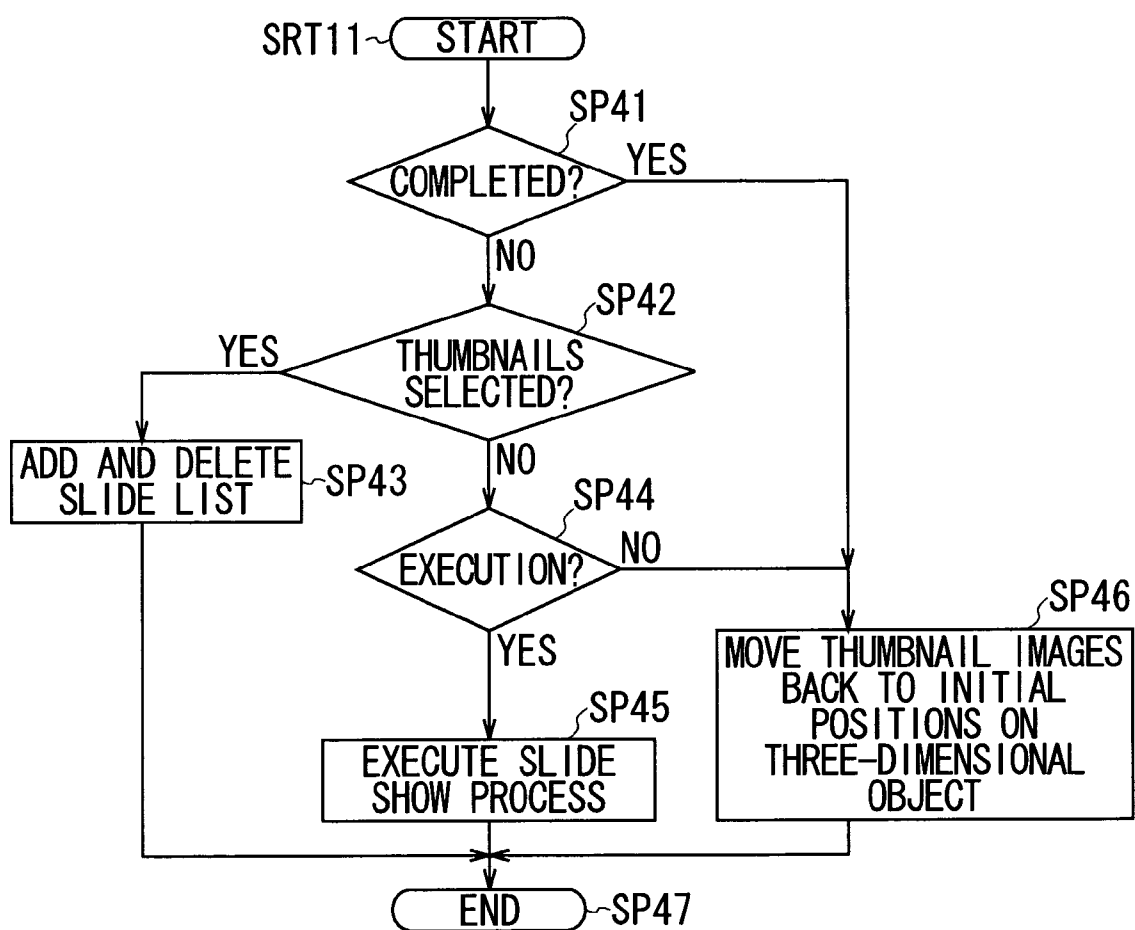 SRT11
START
SP41
COMPLETED?
YES
NO
SP42
YES
THUMBNAILS
SELECTED?
ADD AND DELETE
SLIDE LIST
SP43
NO
SP44
EXECUTION?
NO
YES
SP46
MOVE THUMBNAIL IMAGES
BACK TO INITIAL
POSITIONS ON
THREE-DIMENSIONAL
OBJECT
SP45
EXECUTE SLIDE
SHOW PROCESS
END
SP47